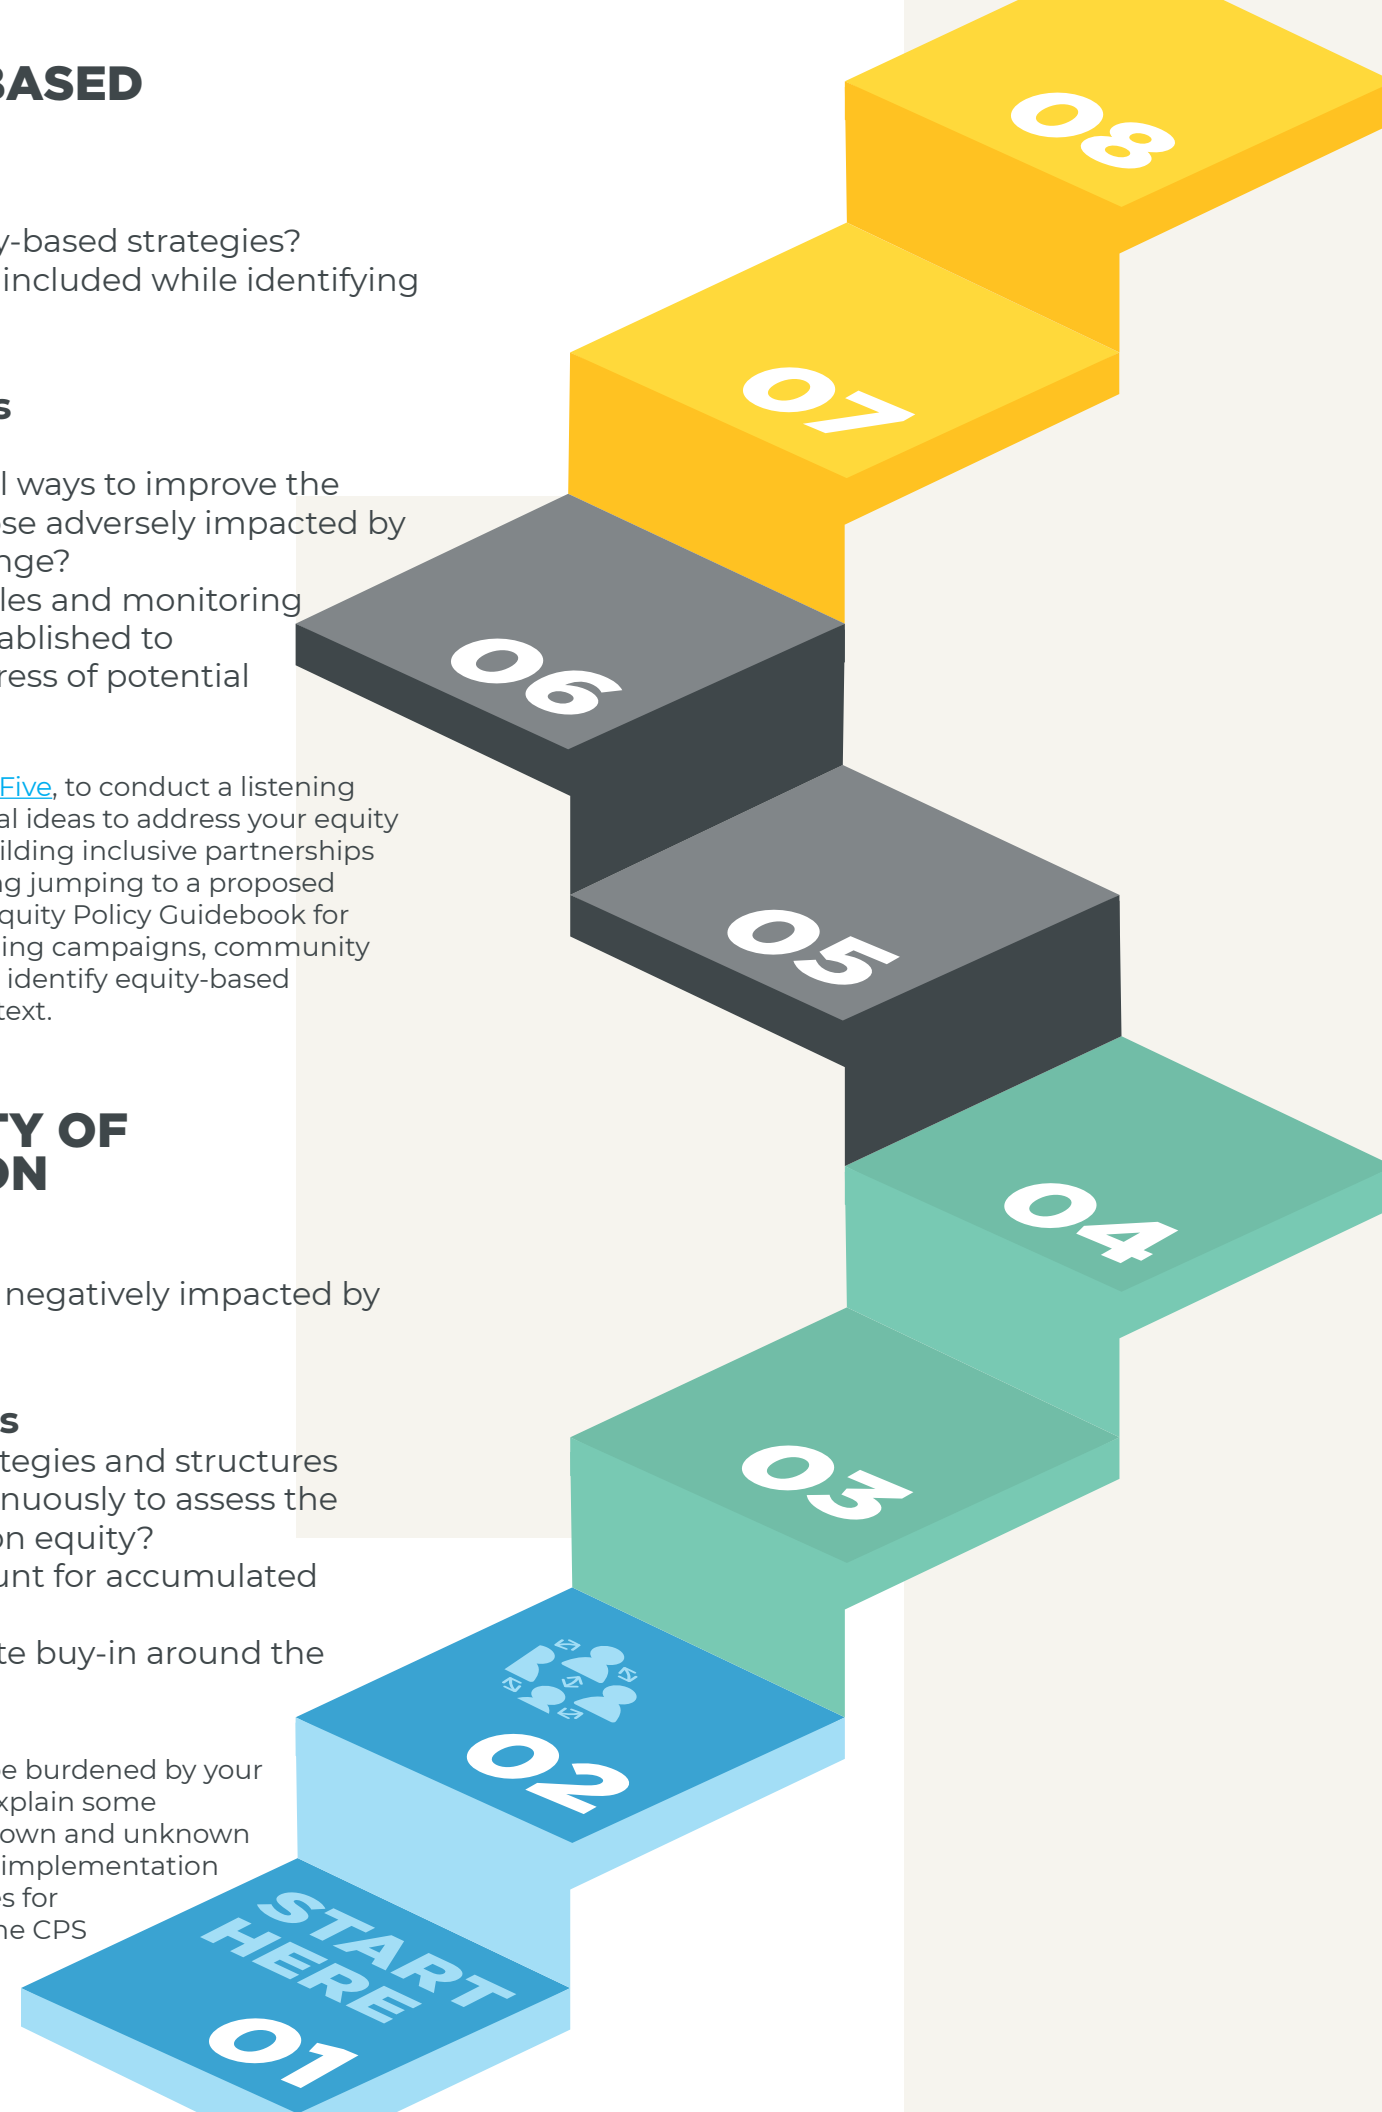 BASED
y-based strategies?
included while identifying
s
l ways to improve the
ose adversely impacted by
nge?
les and monitoring
ablished to
ress of potential
Five, to conduct a listening
al ideas to address your equity
ilding inclusive partnerships
ng jumping to a proposed
quity Policy Guidebook for
ing campaigns, community
identify equity-based
text.
TY OF
ON
negatively impacted by
s
tegies and structures
nuously to assess the
on equity?
unt for accumulated
te buy-in around the
be burdened by your
xplain some
own and unknown
implementation
es for
he CPS
08
07
06
05
04
03
02
START
HERE
01